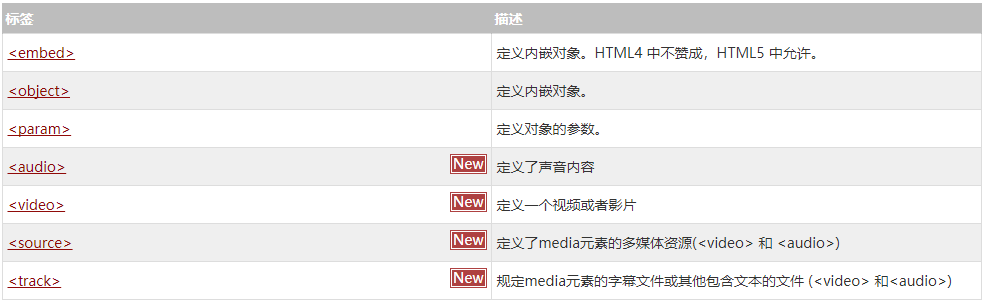 标签 描述
<embed> 定义内嵌对象。HTML4 中不赞成，HTML5 中允许。
<object> 定义内嵌对象。
<param> 定义对象的参数。
<audio> New 定义了声音内容
<video> New 定义一个视频或者影片
<source> New 定义了media元素的多媒体资源(<video> 和 <audio>)
<track> New 规定media元素的字幕文件或其他包含文本的文件 (<video> 和<audio>)